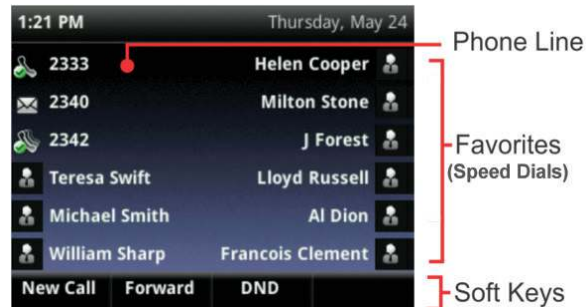 1:21 PM Thursday, May 24
Phone Line
2333 Helen Cooper
2340 Milton Stone
2342 J Forest
Favorites
(Speed Dials)
Teresa Swift Lloyd Russell
Michael Smith Al Dion
William Sharp Francois Clement
New Call Forward DND
Soft Keys